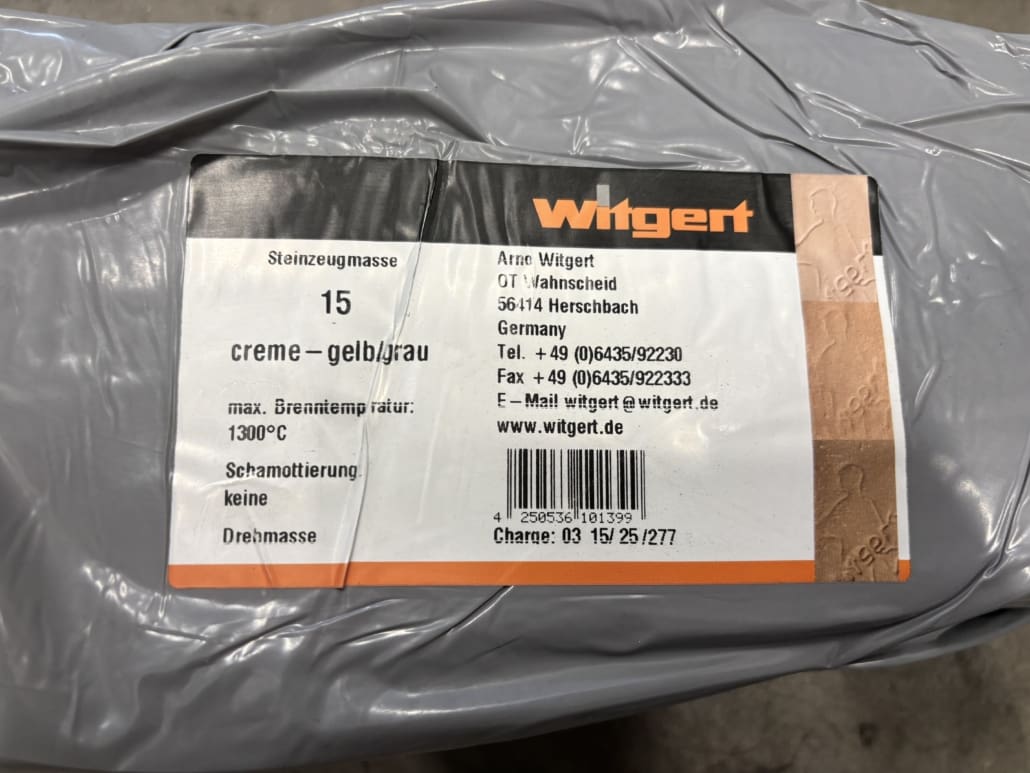 Witgert
Steinzeugmasse
15
creme – gelb/grau
max. Brenntemperatur:
1300°C
Schamottierung:
keine
Drehmasse
Arno Witgert
OT Wahnscheid
56414 Herschbach
Germany
Tel. +49 (0)6435/92230
Fax +49 (0)6435/922333
E–Mail witgert@witgert.de
www.witgert.de
4 250536 101399
Charge: 03 15/ 25 /277